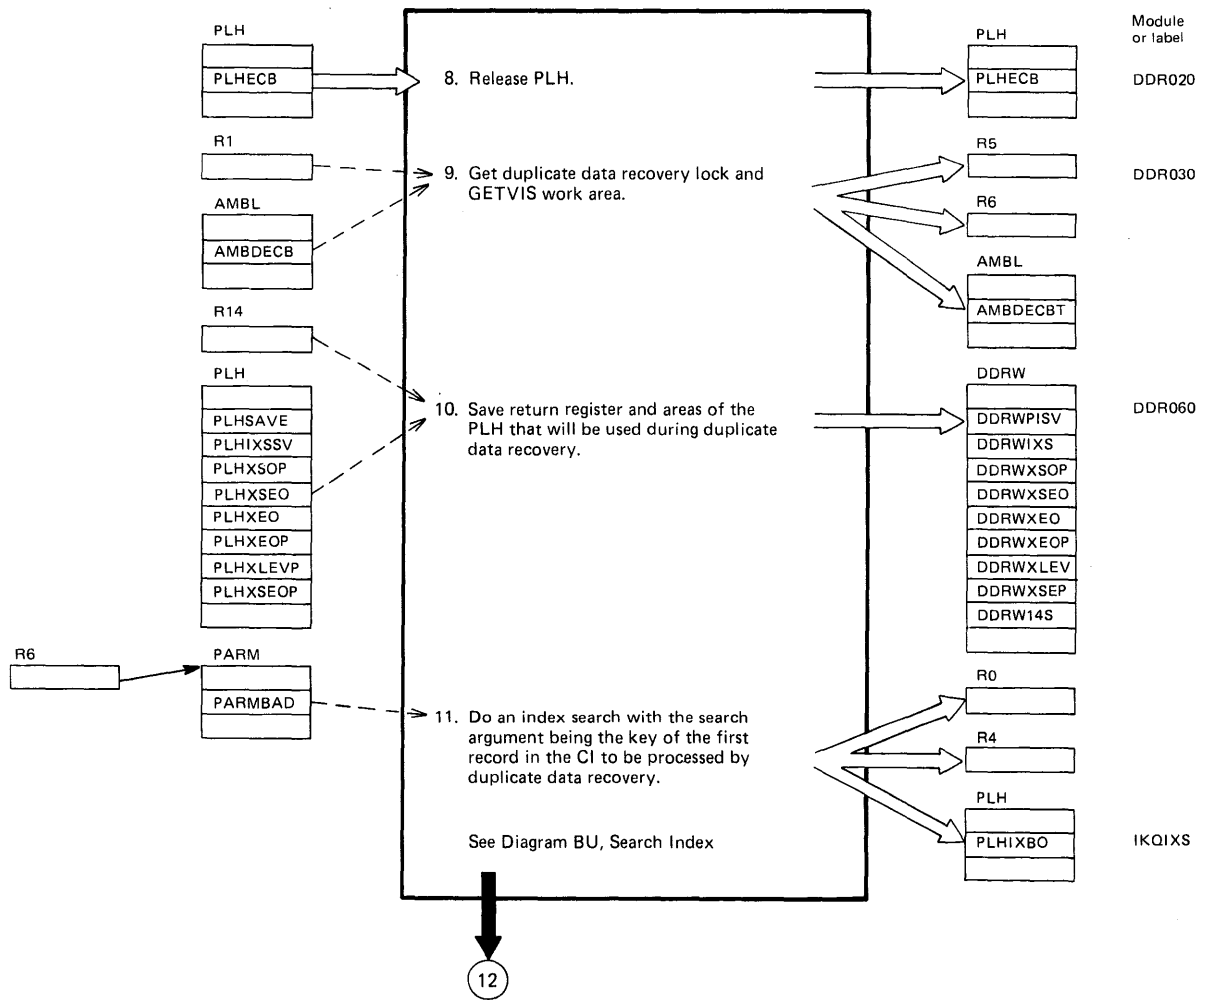 Module
or label
PLH
PLHECB
8. Release PLH.
PLH
PLHECB
DDR020
R1
AMBL
AMBDECB
9. Get duplicate data recovery lock and
GETVIS work area.
R5
R6
AMBL
AMBDECBT
DDR030
R14
PLH
PLHSAVE
PLHIXSSV
PLHXSOP
PLHXSEO
PLHXEO
PLHXEOP
PLHXLEVP
PLHXSEOP
10. Save return register and areas of the
PLH that will be used during duplicate
data recovery.
DDRW
DDRWPISV
DDRWIXS
DDRWXSOP
DDRWXSEO
DDRWXEO
DDRWXEOP
DDRWXLEV
DDRWXSEP
DDRW14S
DDR060
R6
PARM
PARMBAD
11. Do an index search with the search
argument being the key of the first
record in the CI to be processed by
duplicate data recovery.
R0
R4
PLH
PLHIXBO
See Diagram BU, Search Index
IKQIXS
12